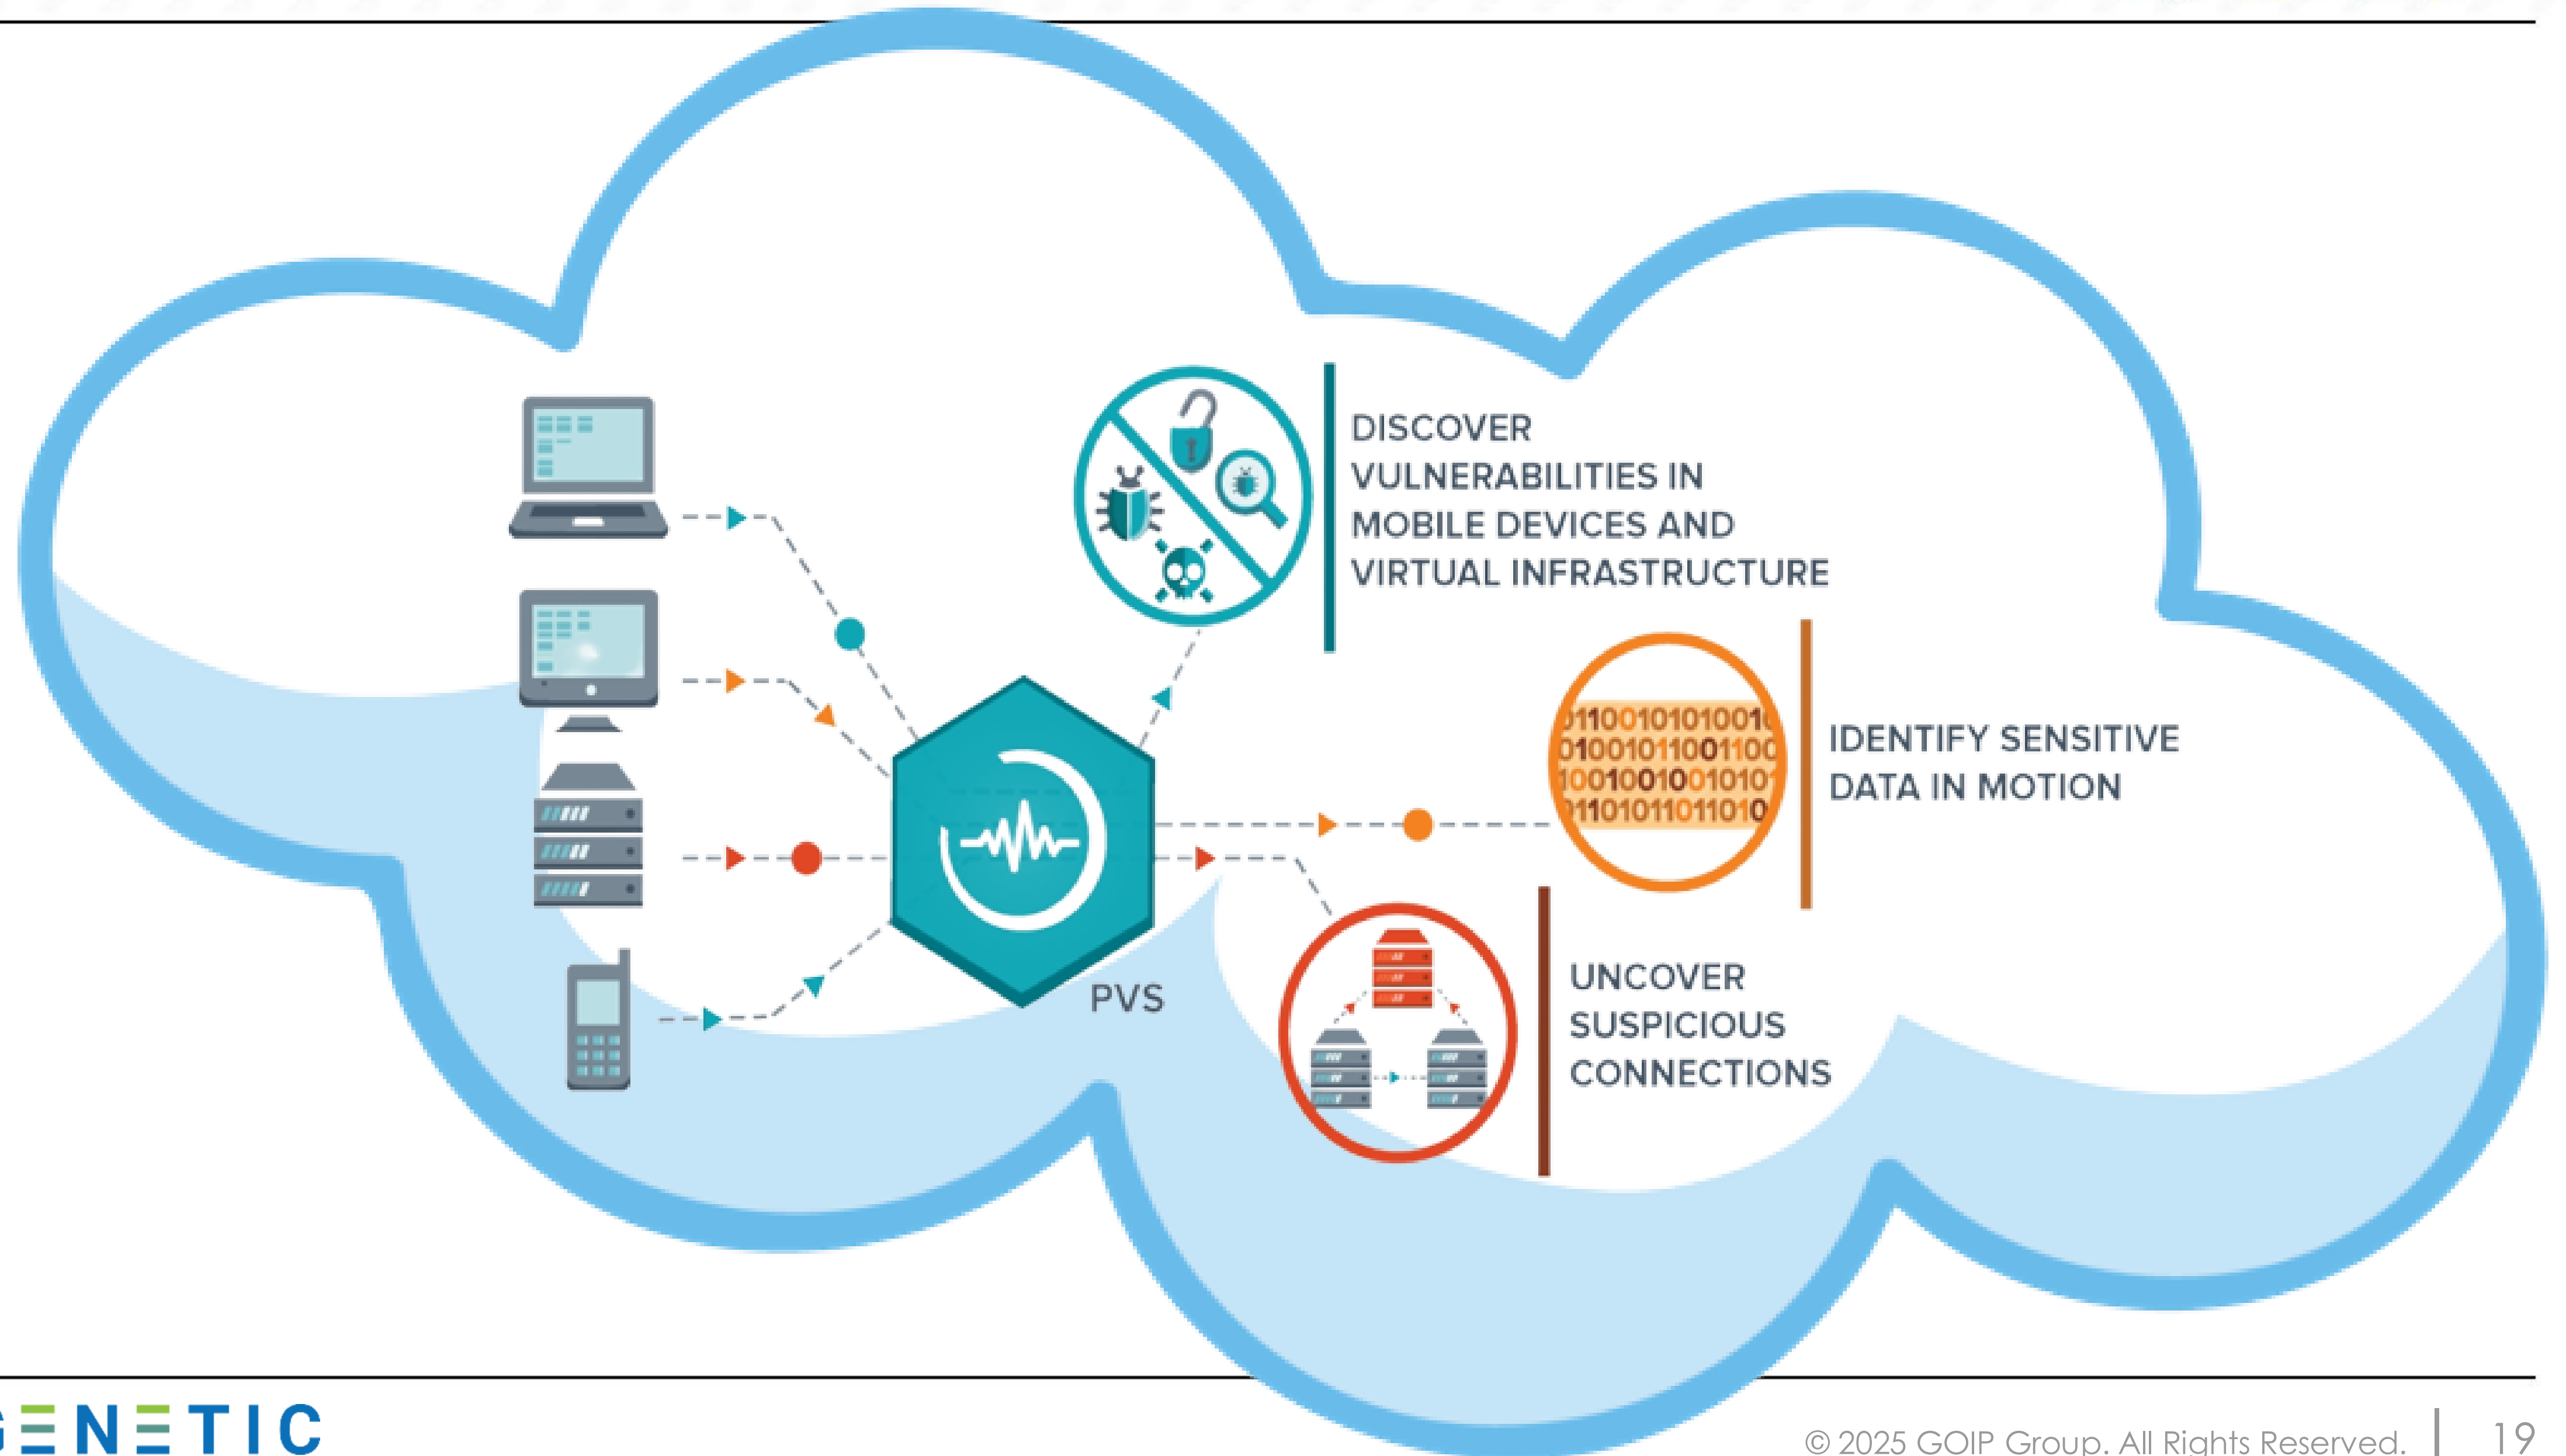 DISCOVER
VULNERABILITIES IN
MOBILE DEVICES AND
VIRTUAL INFRASTRUCTURE
IDENTIFY SENSITIVE
DATA IN MOTION
PVS
UNCOVER
SUSPICIOUS
CONNECTIONS
GENETIC
© 2025 GOIP Group. All Rights Reserved.
19